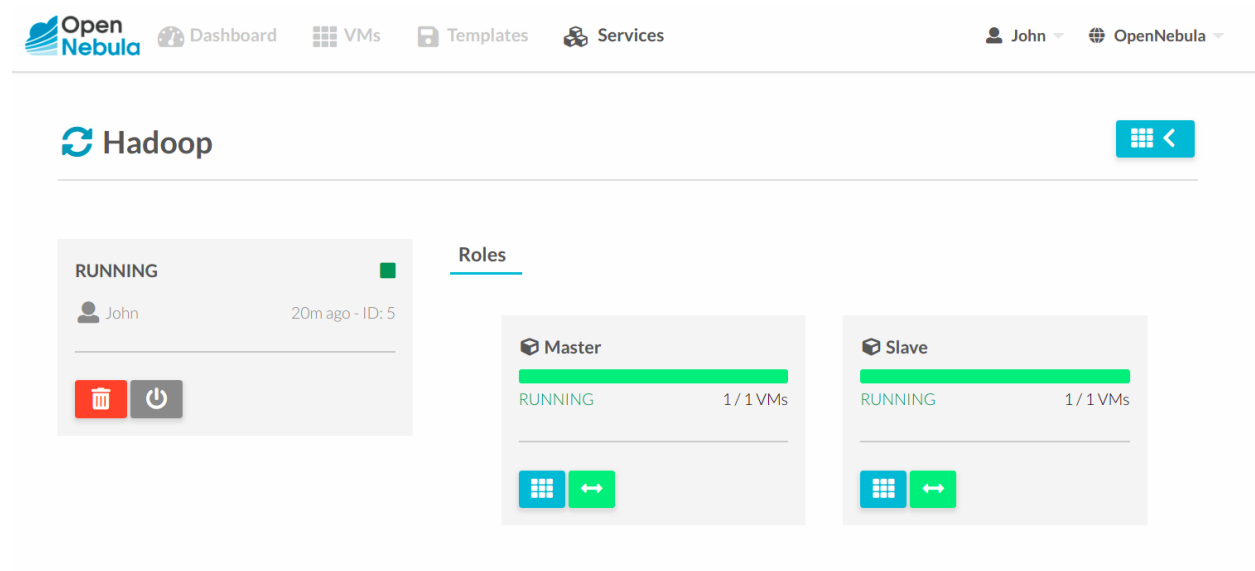 Open
Nebula
Dashboard VMs Templates Services John OpenNebula
Hadoop
RUNNING
John 20m ago - ID: 5
Roles
Master
RUNNING 1 / 1 VMs
Slave
RUNNING 1 / 1 VMs